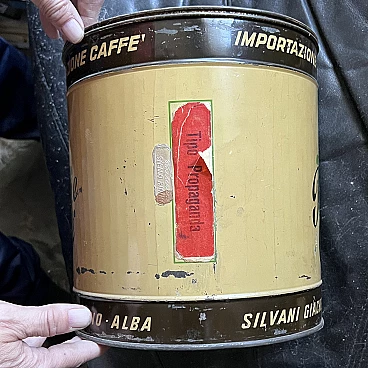 ONE CAFFE'
IMPORTAZIONE
Tipo Propaganda
O-ALBA
SILVANI GIAC